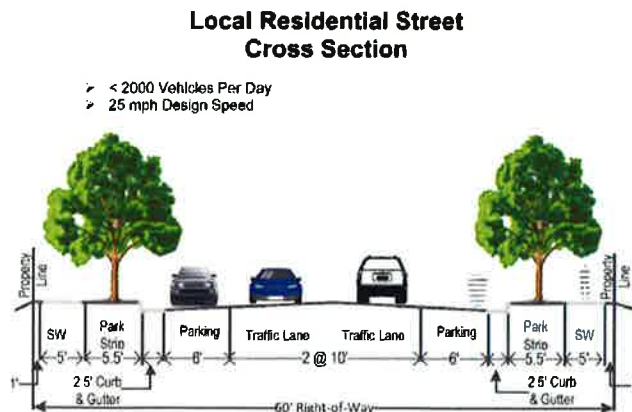 Local Residential Street
Cross Section
< 2000 Vehicles Per Day
25 mph Design Speed
Property
Line
Property
Line
SW
Park
Strip
Parking
Traffic Lane
Traffic Lane
Parking
Park
Strip
SW
5'
5.5'
6'
2 @ 10'
6'
5.5'
5'
1'
2 5' Curb
& Gutter
2 5' Curb
& Gutter
60' Right-of-Way